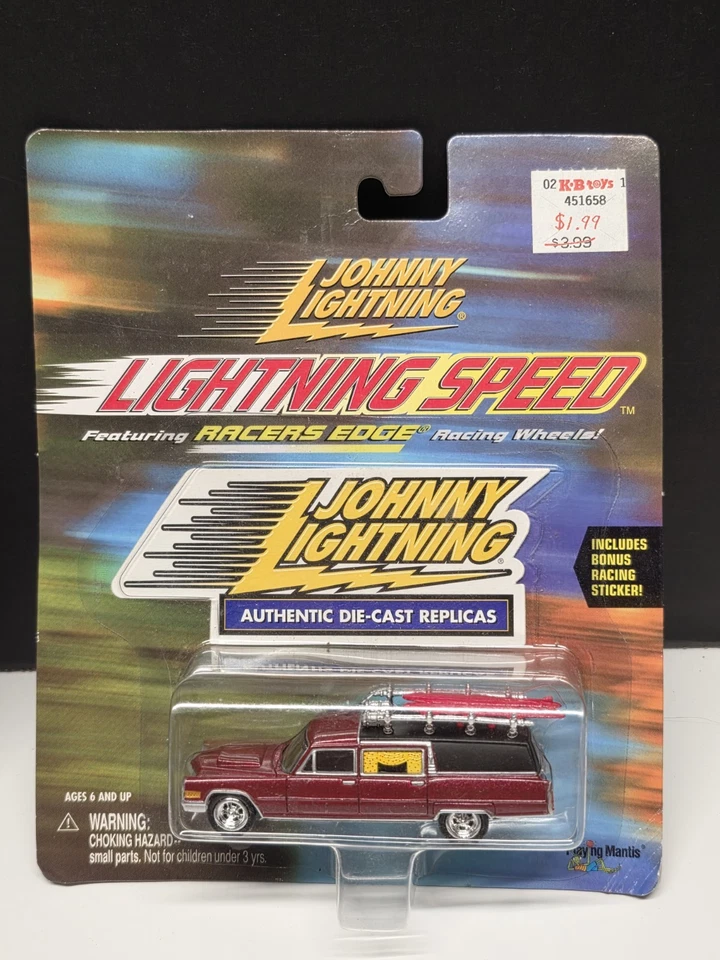 02 K·B toys 1
451658
$1.99
$3.99
JOHNNY
LIGHTNING®
LIGHTNING SPEED™
Featuring RACERS EDGE® Racing Wheels!
JOHNNY
LIGHTNING®
AUTHENTIC DIE-CAST REPLICAS
INCLUDES
BONUS
RACING
STICKER!
AGES 6 AND UP
WARNING:
CHOKING HAZARD--
small parts. Not for children under 3 yrs.
Playing Mantis®